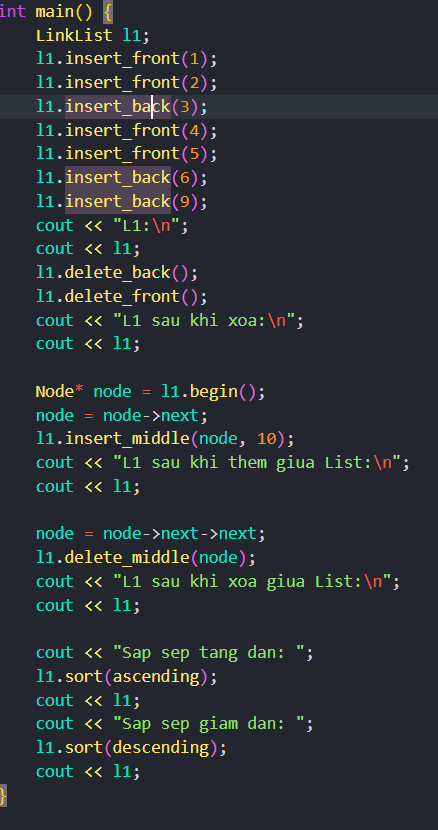 int main() {
    LinkList l1;
    l1.insert_front(1);
    l1.insert_front(2);
    l1.insert_back(3);
    l1.insert_front(4);
    l1.insert_front(5);
    l1.insert_back(6);
    l1.insert_back(9);
    cout << "L1:\n";
    cout << l1;
    l1.delete_back();
    l1.delete_front();
    cout << "L1 sau khi xoa:\n";
    cout << l1;

    Node* node = l1.begin();
    node = node->next;
    l1.insert_middle(node, 10);
    cout << "L1 sau khi them giua List:\n";
    cout << l1;

    node = node->next->next;
    l1.delete_middle(node);
    cout << "L1 sau khi xoa giua List:\n";
    cout << l1;

    cout << "Sap sep tang dan: ";
    l1.sort(ascending);
    cout << l1;
    cout << "Sap sep giam dan: ";
    l1.sort(descending);
    cout << l1;
}